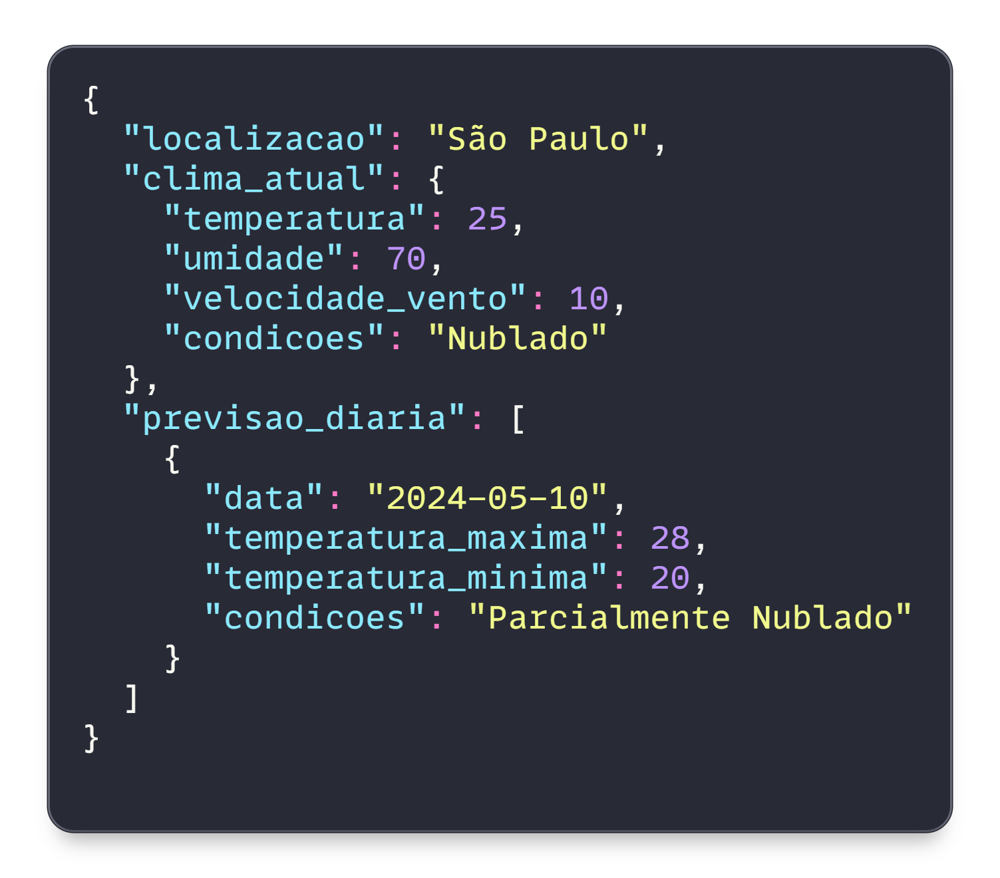 {
  "localizacao": "São Paulo",
  "clima_atual": {
    "temperatura": 25,
    "umidade": 70,
    "velocidade_vento": 10,
    "condicoes": "Nublado"
  },
  "previsao_diaria": [
    {
      "data": "2024-05-10",
      "temperatura_maxima": 28,
      "temperatura_minima": 20,
      "condicoes": "Parcialmente Nublado"
    }
  ]
}